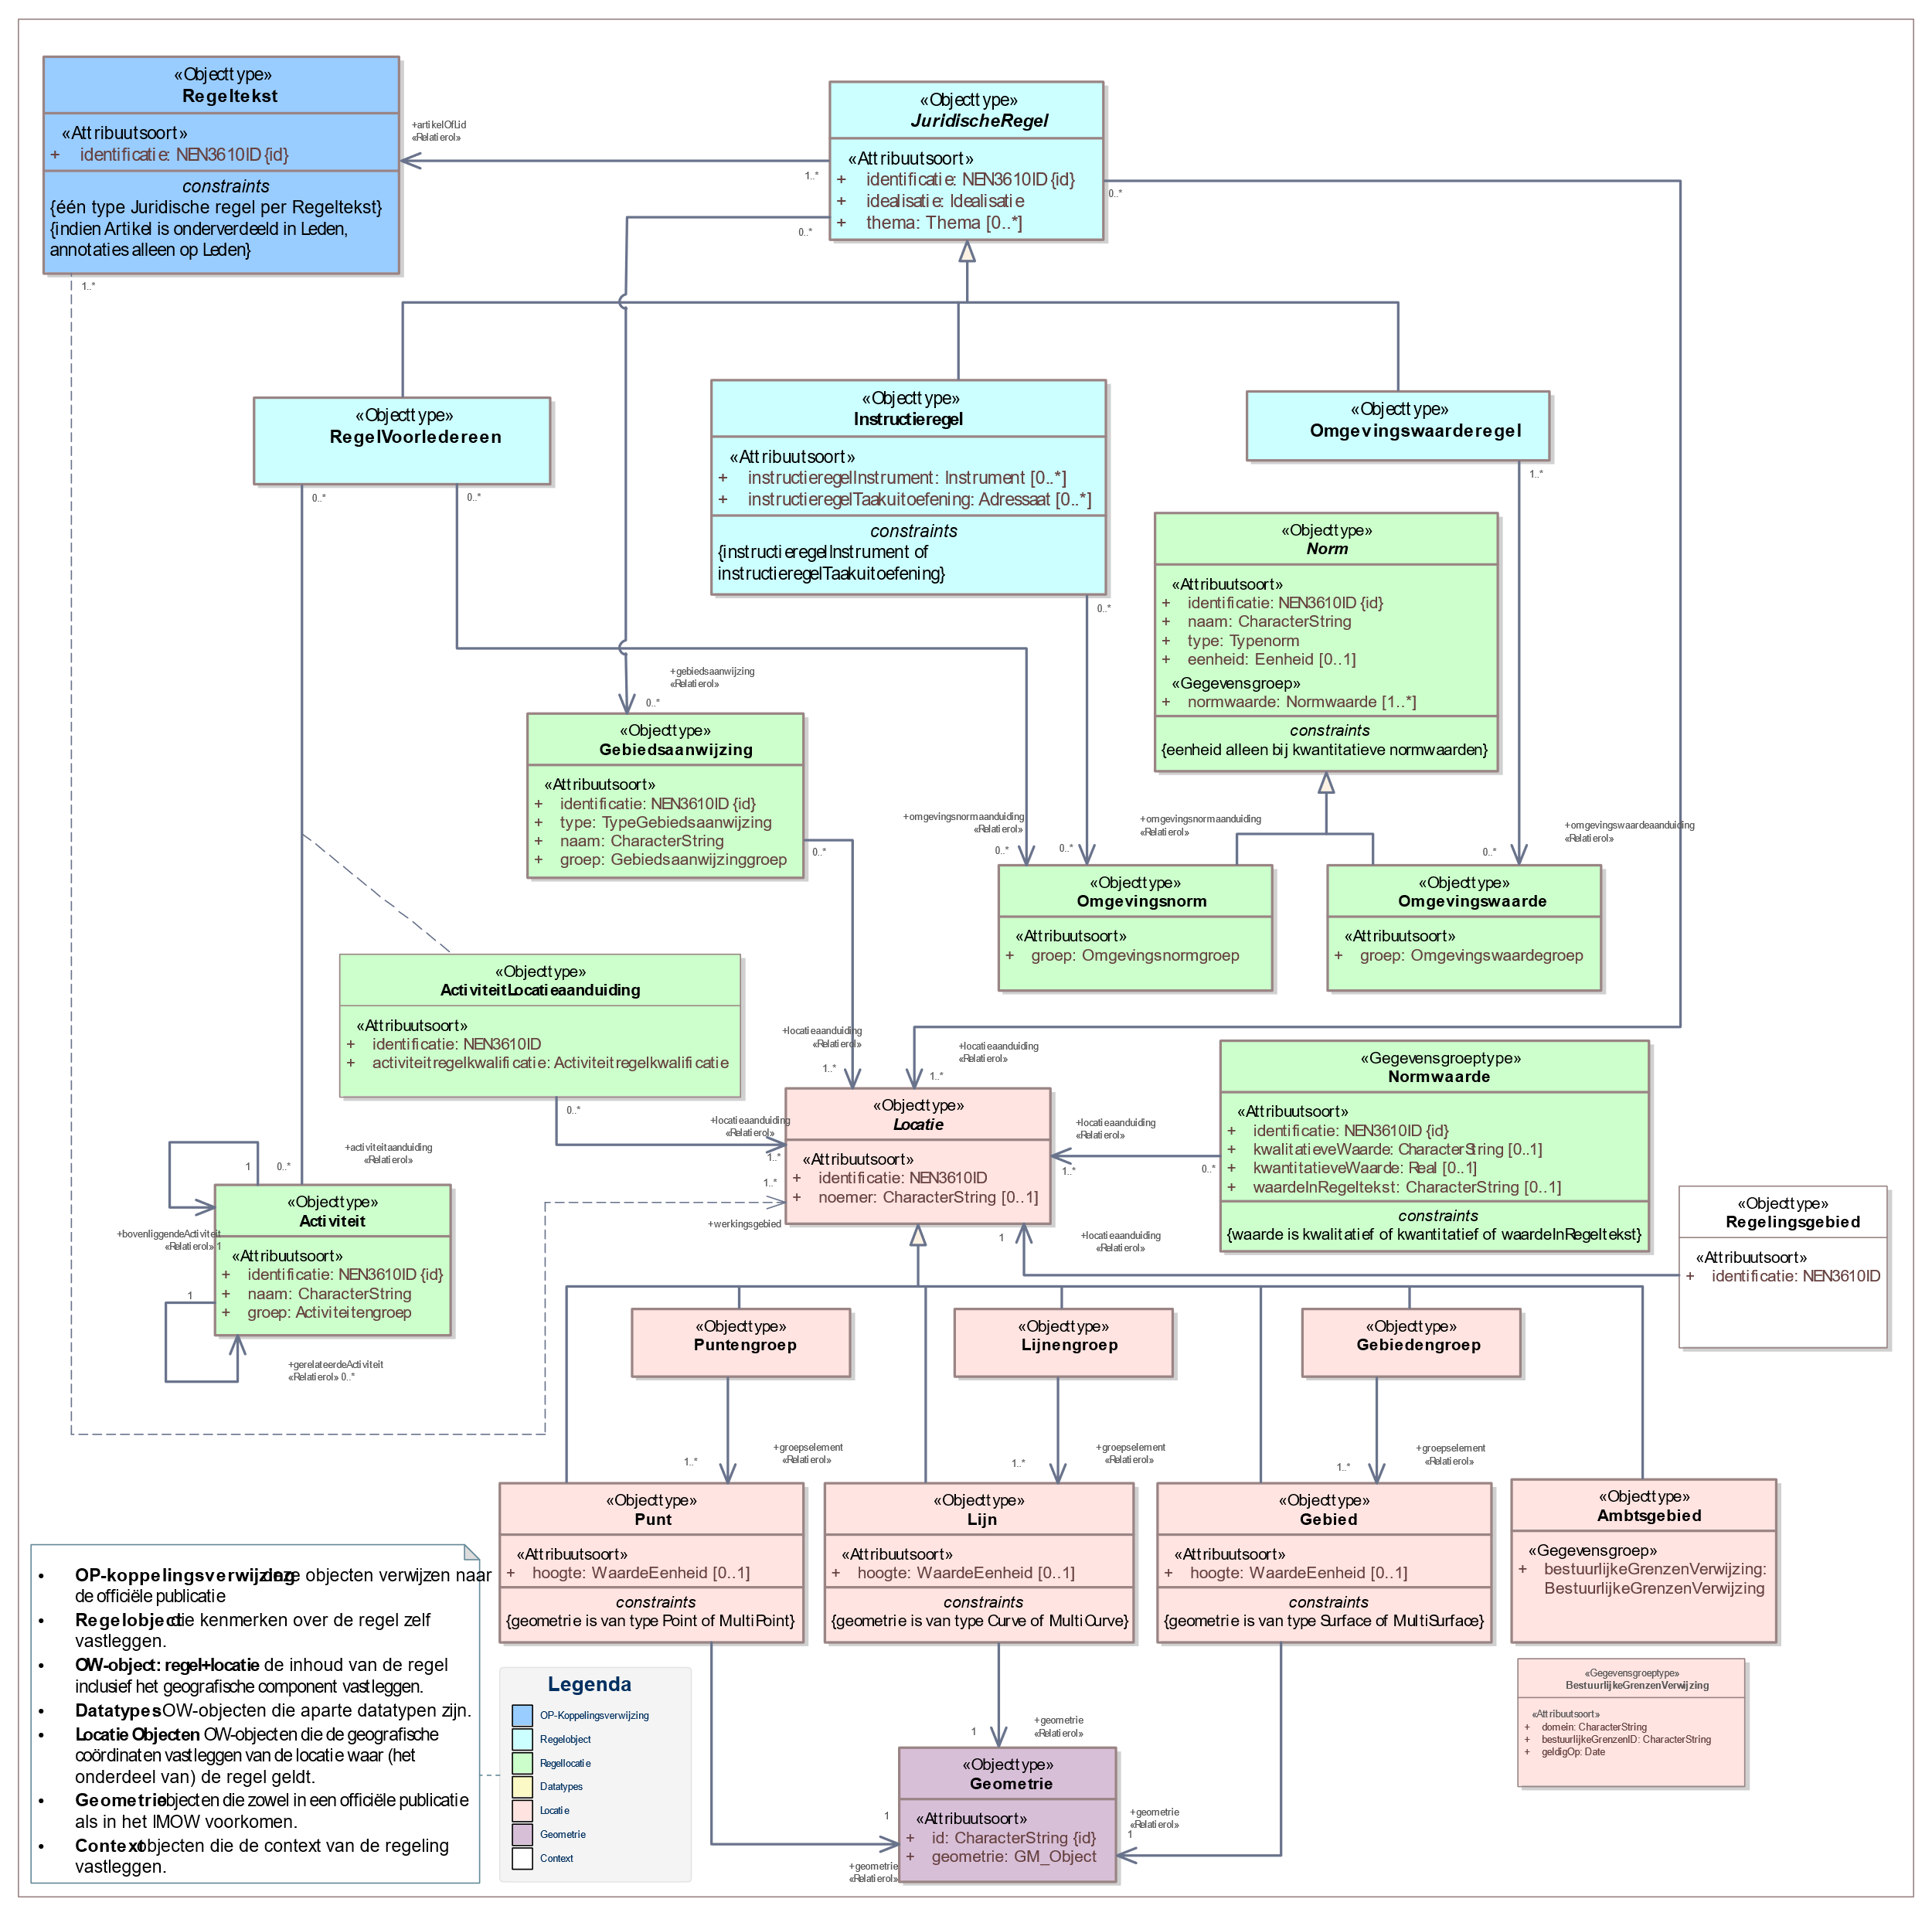 «Objecttype»
Regeltekst
«Attribuutsoort»
+ identificatie: NEN3610ID {id}
constraints
{één type Juridische regel per Regeltekst}
{indien Artikel is onderverdeeld in Leden,
annotaties alleen op Leden}
1..*
+artikelOfLid
«Relatierol»
1..*
«Objecttype»
JuridischeRegel
«Attribuutsoort»
+ identificatie: NEN3610ID {id}
+ idealisatie: Idealisatie
+ thema: Thema [0..*]
0..*
0..*
«Objecttype»
RegelVoorIedereen
0..*
0..*
«Objecttype»
Instructieregel
«Attribuutsoort»
+ instructieregelInstrument: Instrument [0..*]
+ instructieregelTaakuitoefening: Adressaat [0..*]
constraints
{instructieregelInstrument of
instructieregelTaakuitoefening}
0..*
«Objecttype»
Omgevingswaarderegel
1..*
«Objecttype»
Norm
«Attribuutsoort»
+ identificatie: NEN3610ID {id}
+ naam: CharacterString
+ type: Typenorm
+ eenheid: Eenheid [0..1]
«Gegevensgroep»
+ normwaarde: Normwaarde [1..*]
constraints
{eenheid alleen bij kwantitatieve normwaarden}
+gebiedsaanwijzing
«Relatierol»
0..*
«Objecttype»
Gebiedsaanwijzing
«Attribuutsoort»
+ identificatie: NEN3610ID {id}
+ type: TypeGebiedsaanwijzing
+ naam: CharacterString
+ groep: Gebiedsaanwijzinggroep
0..*
+omgevingsnormaanduiding
«Relatierol»
0..*
+omgevingsnormaanduiding
«Relatierol»
0..*
+omgevingswaardeaanduiding
«Relatierol»
0..*
«Objecttype»
Omgevingsnorm
«Attribuutsoort»
+ groep: Omgevingsnormgroep
«Objecttype»
Omgevingswaarde
«Attribuutsoort»
+ groep: Omgevingswaardegroep
«Objecttype»
ActiviteitLocatieaanduiding
«Attribuutsoort»
+ identificatie: NEN3610ID
+ activiteitregelkwalificatie: Activiteitregelkwalificatie
0..*
+locatieaanduiding
«Relatierol»
1..*
+locatieaanduiding
«Relatierol»
1..*
+locatieaanduiding
«Relatierol»
1..*
1..*
+werkingsgebied
«Objecttype»
Locatie
«Attribuutsoort»
+ identificatie: NEN3610ID
+ noemer: CharacterString [0..1]
+locatieaanduiding
«Relatierol»
1..*
0..*
«Gegevensgroeptype»
Normwaarde
«Attribuutsoort»
+ identificatie: NEN3610ID {id}
+ kwalitatieveWaarde: CharacterString [0..1]
+ kwantitatieveWaarde: Real [0..1]
+ waardeInRegeltekst: CharacterString [0..1]
constraints
{waarde is kwalitatief of kwantitatief of waardeInRegeltekst}
1
+locatieaanduiding
«Relatierol»
«Objecttype»
Regelingsgebied
«Attribuutsoort»
+ identificatie: NEN3610ID
+activiteitaanduiding
«Relatierol»
0..*
1
+bovenliggendeActiviteit
«Relatierol» 1
«Objecttype»
Activiteit
«Attribuutsoort»
+ identificatie: NEN3610ID {id}
+ naam: CharacterString
+ groep: Activiteitengroep
1
+gerelateerdeActiviteit
«Relatierol» 0..*
«Objecttype»
Puntengroep
«Objecttype»
Lijnengroep
«Objecttype»
Gebiedengroep
1..*
+groepselement
«Relatierol»
1..*
+groepselement
«Relatierol»
1..*
+groepselement
«Relatierol»
«Objecttype»
Punt
«Attribuutsoort»
+ hoogte: WaardeEenheid [0..1]
constraints
{geometrie is van type Point of MultiPoint}
«Objecttype»
Lijn
«Attribuutsoort»
+ hoogte: WaardeEenheid [0..1]
constraints
{geometrie is van type Curve of MultiCurve}
«Objecttype»
Gebied
«Attribuutsoort»
+ hoogte: WaardeEenheid [0..1]
constraints
{geometrie is van type Surface of MultiSurface}
«Objecttype»
Ambtsgebied
«Gegevensgroep»
+ bestuurlijkeGrenzenVerwijzing:
BestuurlijkeGrenzenVerwijzing
«Gegevensgroeptype»
BestuurlijkeGrenzenVerwijzing
«Attribuutsoort»
+ domein: CharacterString
+ bestuurlijkeGrenzenID: CharacterString
+ geldigOp: Date
1
+geometrie
«Relatierol»
1
+geometrie
«Relatierol»
+geometrie
«Relatierol»
1
«Objecttype»
Geometrie
«Attribuutsoort»
+ id: CharacterString {id}
+ geometrie: GM_Object
• OP-koppelingsverwijzing deze objecten verwijzen naar
de officiële publicatie
• Regelobject die kenmerken over de regel zelf
vastleggen.
• OW-object: regel+locatie de inhoud van de regel
inclusief het geografische component vastleggen.
• Datatypes OW-objecten die aparte datatypen zijn.
• Locatie Objecten OW-objecten die de geografische
coördinaten vastleggen van de locatie waar (het
onderdeel van) de regel geldt.
• Geometrie objecten die zowel in een officiële publicatie
als in het IMOW voorkomen.
• Context objecten die de context van de regeling
vastleggen.
Legenda
OP-Koppelingsverwijzing
Regelobject
Regellocatie
Datatypes
Locatie
Geometrie
Context